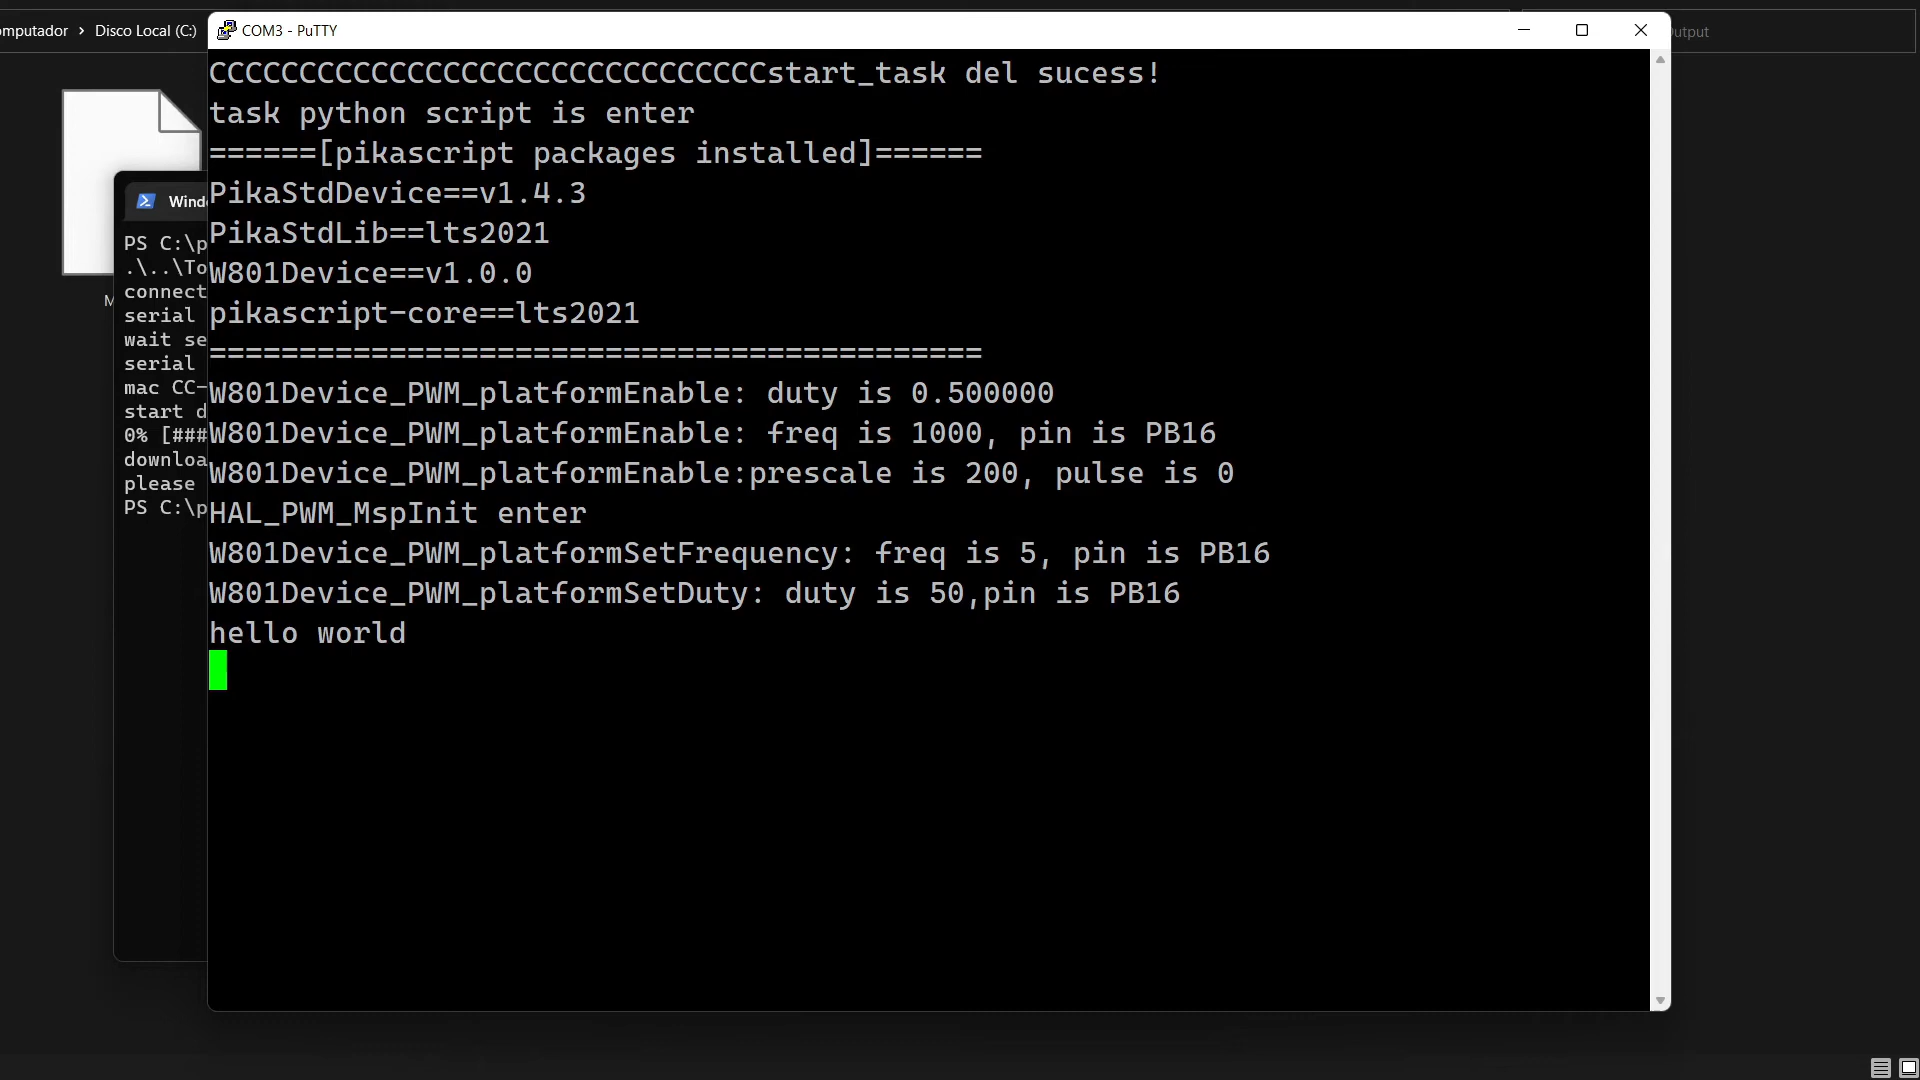 omputador > Disco Local (C:)
COM3 - PuTTY
utput
CCCCCCCCCCCCCCCCCCCCCCCCCCCCCCCstart_task del sucess!
task python script is enter
======[pikascript packages installed]======
PikaStdDevice==v1.4.3
PikaStdLib==lts2021
W801Device==v1.0.0
pikascript-core==lts2021
===========================================
W801Device_PWM_platformEnable: duty is 0.500000
W801Device_PWM_platformEnable: freq is 1000, pin is PB16
W801Device_PWM_platformEnable:prescale is 200, pulse is 0
HAL_PWM_MspInit enter
W801Device_PWM_platformSetFrequency: freq is 5, pin is PB16
W801Device_PWM_platformSetDuty: duty is 50,pin is PB16
hello world
M
Wind
PS C:\p
.\..\To
connect
serial
wait se
serial
mac CC-
start d
0% [###
downloa
please
PS C:\p